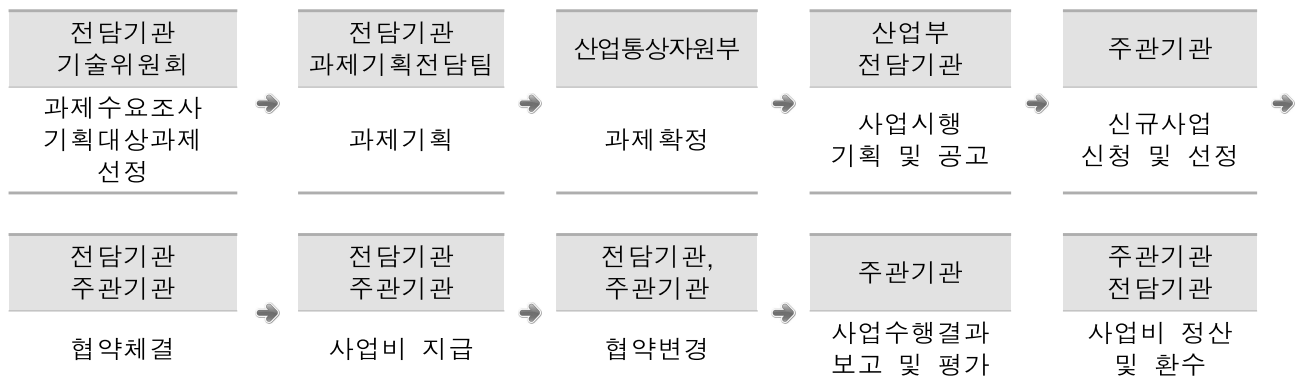 전담기관
기술위원회
과제수요조사
기획대상과제
선정
전담기관
과제기획전담팀
과제기획
산업통상자원부
과제확정
산업부
전담기관
사업시행
기획 및 공고
주관기관
신규사업
신청 및 선정
전담기관
주관기관
협약체결
전담기관
주관기관
사업비 지급
전담기관,
주관기관
협약변경
주관기관
사업수행결과
보고 및 평가
주관기관
전담기관
사업비 정산
및 환수